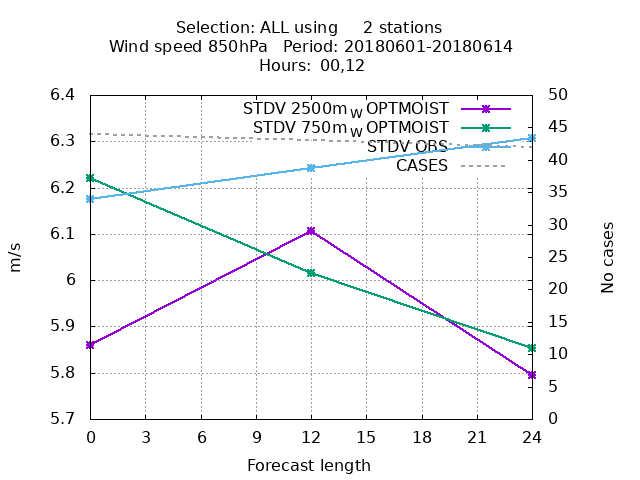 Selection: ALL using 2 stations
Wind speed 850hPa Period: 20180601-20180614
Hours: 00,12
STDV 2500m_W OPTMOIST
STDV 750m_W OPTMOIST
STDV OBS
CASES
6.4
6.3
6.2
6.1
6
5.9
5.8
5.7
m/s
50
45
40
35
30
25
20
15
10
5
0
No cases
0 3 6 9 12 15 18 21 24
Forecast length